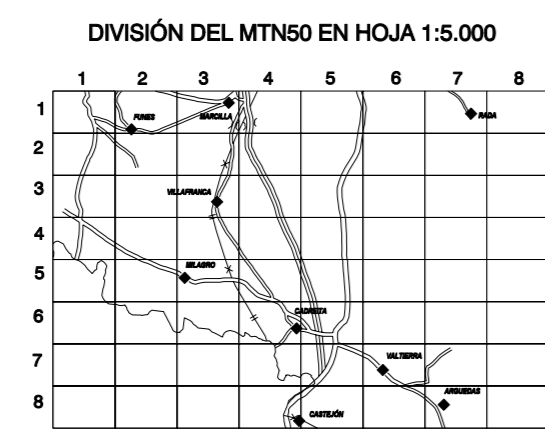 DIVISIÓN DEL MTN50 EN HOJA 1:5.000
1 2 3 4 5 6 7 8
1
FUNES
MARCILLA
RADA
2
3
VILLAFRANCA
4
5
MILAGRO
6
CADREITA
7
VALTIERRA
8
ARGUEDAS
CASTEJÓN